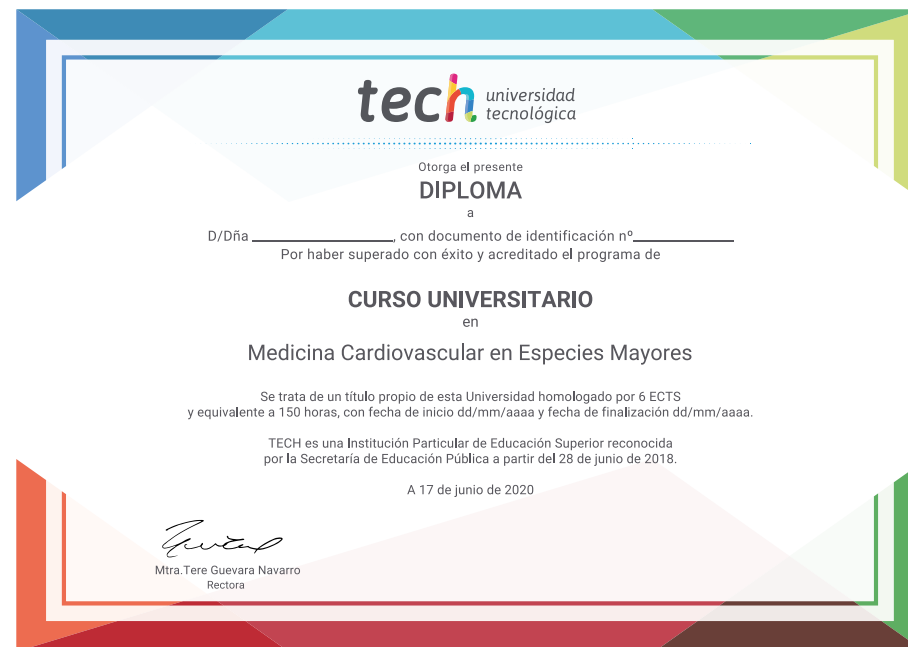 tech universidad
tecnológica
Otorga el presente
DIPLOMA
a
D/Dña ____________________, con documento de identificación nº______________
Por haber superado con éxito y acreditado el programa de
CURSO UNIVERSITARIO
en
Medicina Cardiovascular en Especies Mayores
Se trata de un título propio de esta Universidad homologado por 6 ECTS
y equivalente a 150 horas, con fecha de inicio dd/mm/aaaa y fecha de finalización dd/mm/aaaa.
TECH es una Institución Particular de Educación Superior reconocida
por la Secretaría de Educación Pública a partir del 28 de junio de 2018.
A 17 de junio de 2020
Mtra.Tere Guevara Navarro
Rectora